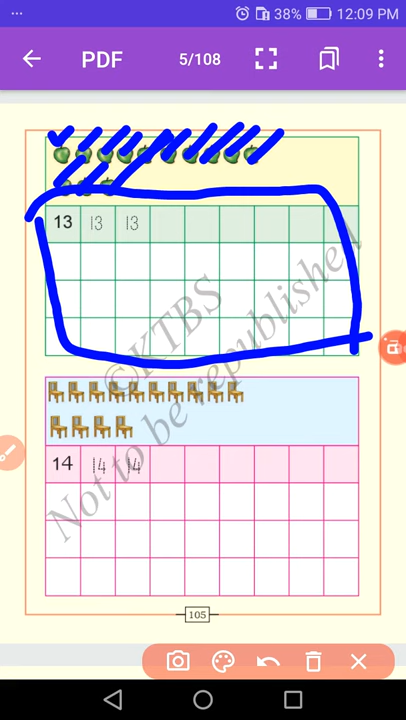 ... 38% 12:09 PM
PDF 5/108
13 13 13
14 14 14
©KTBS
Not to be republished
105